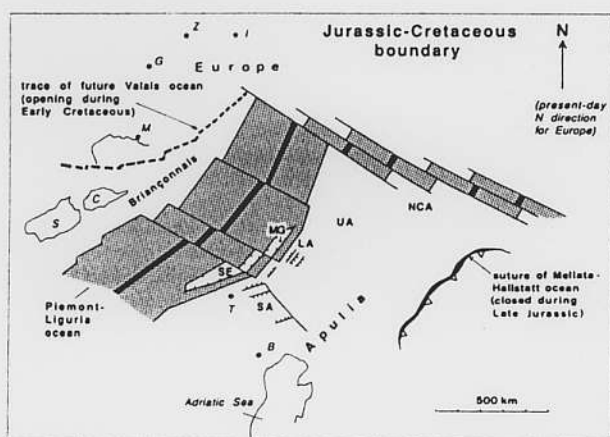 Jurassic-Cretaceous
boundary
N
(present-day
N direction
for Europe)
Z
I
G
Europe
trace of future Valais ocean
(opening during
Early Cretaceous)
M
Briançonnais
S
C
UA
NCA
MG
LA
SE
SA
T
B
Piemont-
Liguria
ocean
Apulia
Adriatic Sea
suture of Meliata-
Hallstatt ocean
(closed during
Late Jurassic)
500 km